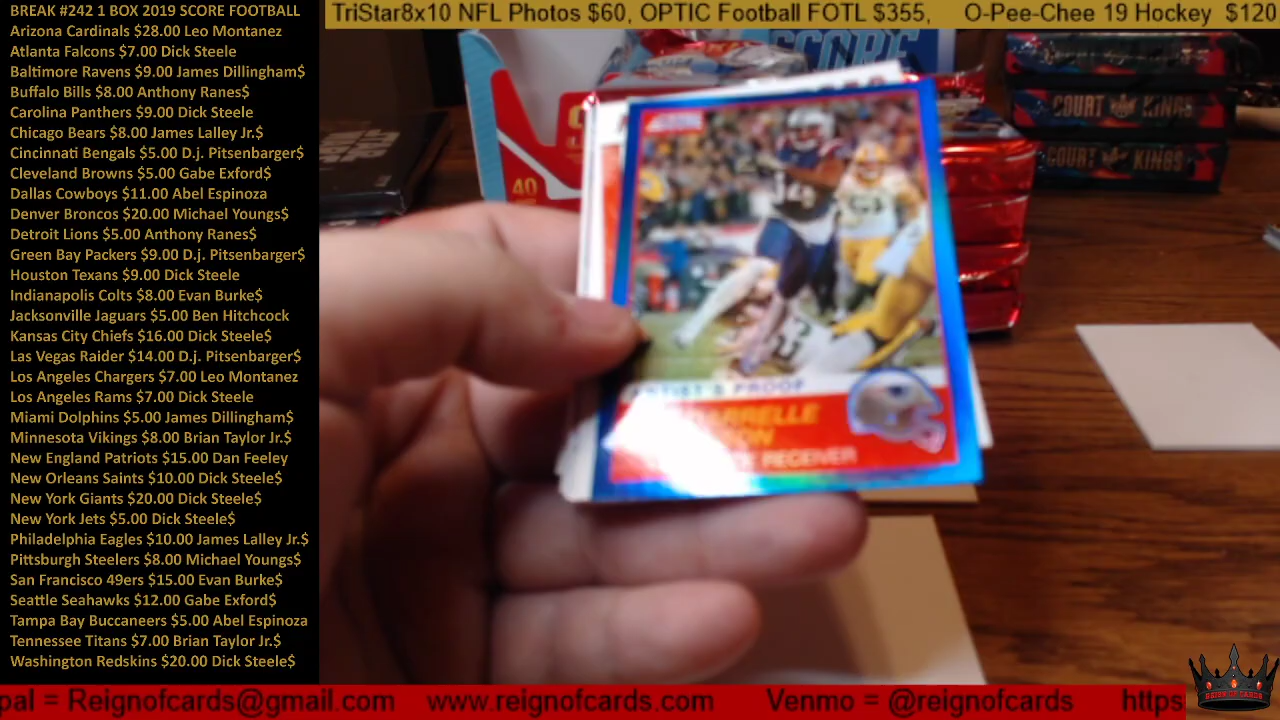 BREAK #242 1 BOX 2019 SCORE FOOTBALL
Arizona Cardinals $28.00 Leo Montanez
Atlanta Falcons $7.00 Dick Steele
Baltimore Ravens $9.00 James Dillingham$
Buffalo Bills $8.00 Anthony Ranes$
Carolina Panthers $9.00 Dick Steele
Chicago Bears $8.00 James Lalley Jr.$
Cincinnati Bengals $5.00 D.j. Pitsenbarger$
Cleveland Browns $5.00 Gabe Exford$
Dallas Cowboys $11.00 Abel Espinoza
Denver Broncos $20.00 Michael Youngs$
Detroit Lions $5.00 Anthony Ranes$
Green Bay Packers $9.00 D.j. Pitsenbarger$
Houston Texans $9.00 Dick Steele
Indianapolis Colts $8.00 Evan Burke$
Jacksonville Jaguars $5.00 Ben Hitchcock
Kansas City Chiefs $16.00 Dick Steele$
Las Vegas Raider $14.00 D.j. Pitsenbarger$
Los Angeles Chargers $7.00 Leo Montanez
Los Angeles Rams $7.00 Dick Steele
Miami Dolphins $5.00 James Dillingham$
Minnesota Vikings $8.00 Brian Taylor Jr.$
New England Patriots $15.00 Dan Feeley
New Orleans Saints $10.00 Dick Steele$
New York Giants $20.00 Dick Steele$
New York Jets $5.00 Dick Steele$
Philadelphia Eagles $10.00 James Lalley Jr.$
Pittsburgh Steelers $8.00 Michael Youngs$
San Francisco 49ers $15.00 Evan Burke$
Seattle Seahawks $12.00 Gabe Exford$
Tampa Bay Buccaneers $5.00 Abel Espinoza
Tennessee Titans $7.00 Brian Taylor Jr.$
Washington Redskins $20.00 Dick Steele$
TriStar8x10 NFL Photos $60, OPTIC Football FOTL $355, O-Pee-Chee 19 Hockey $120
SCORE
COURT KINGS
COURT KINGS
40
PROOF
RECEIVER
pal = Reignofcards@gmail.com www.reignofcards.com Venmo = @reignofcards https
REIGN OF CARDS